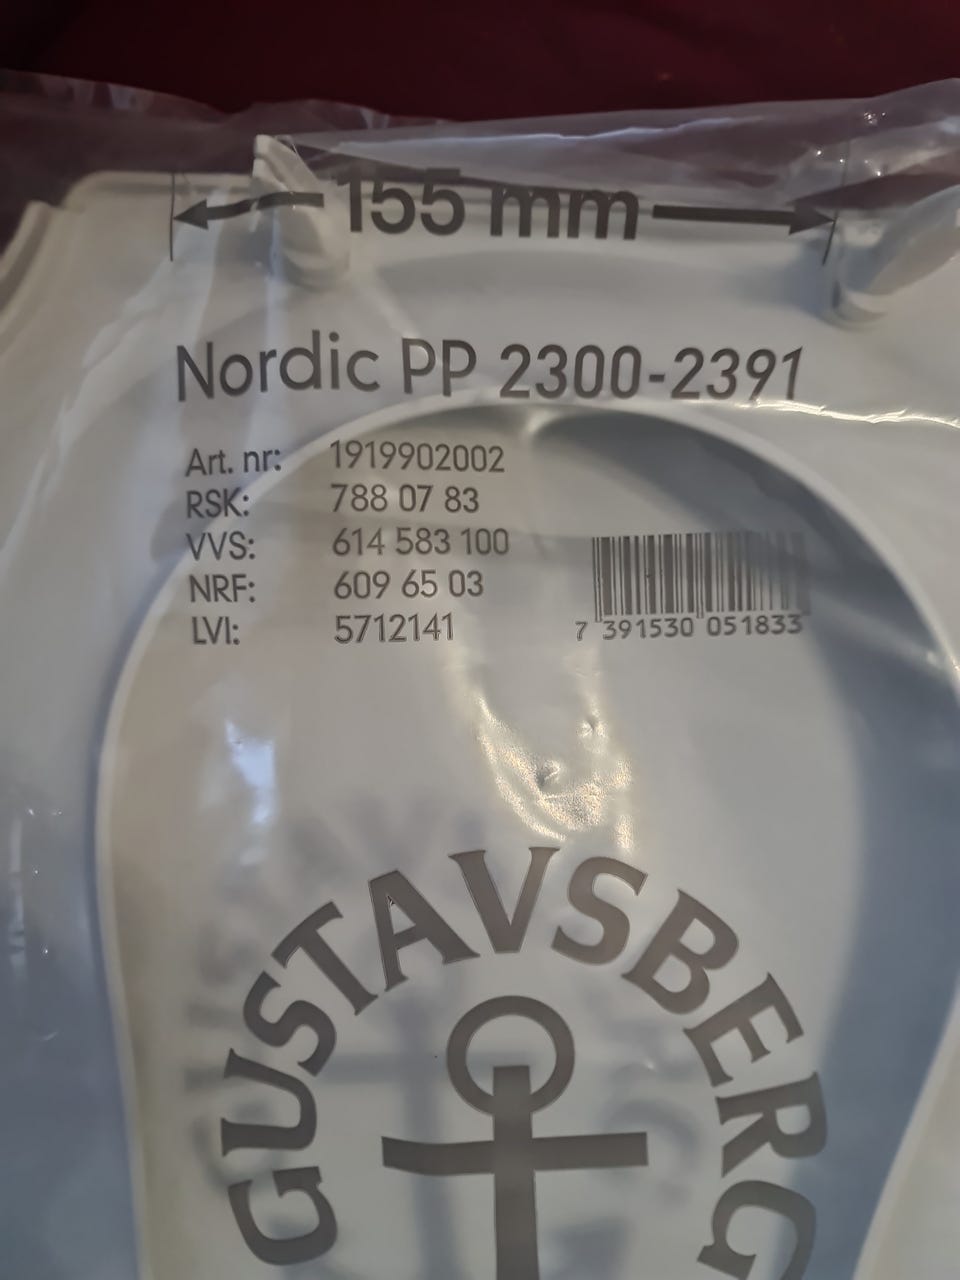 155 mm
Nordic PP 2300-2391
Art. nr: 1919902002
RSK: 788 07 83
VVS: 614 583 100
NRF: 609 65 03
LVI: 5712141
7 391530 051833
GUSTAVSBERG